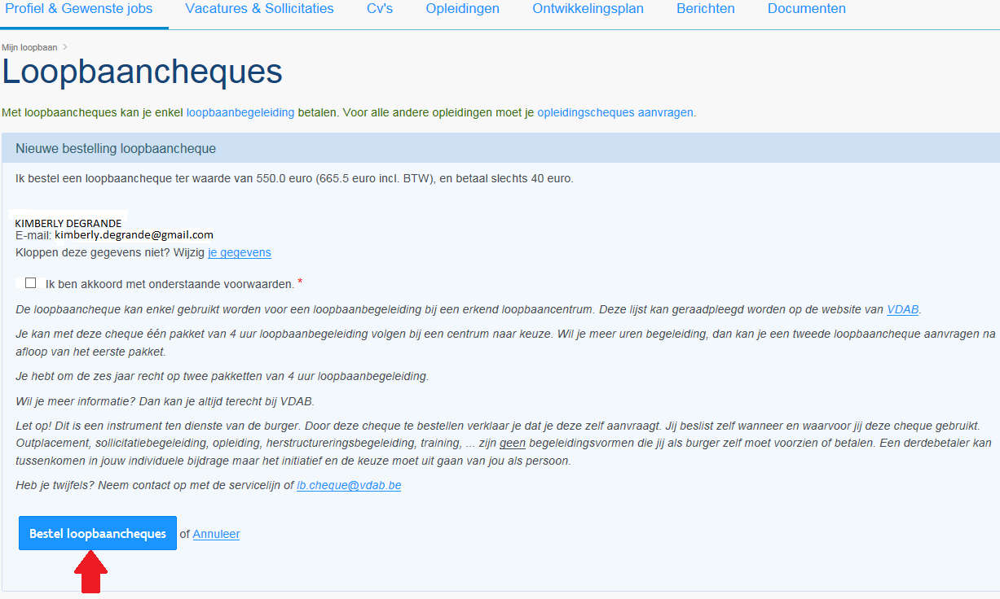 Profiel & Gewenste jobs Vacatures & Sollicitaties Cv's Opleidingen Ontwikkelingsplan Berichten Documenten
Mijn loopbaan >
Loopbaancheques
Met loopbaancheques kan je enkel loopbaanbegeleiding betalen. Voor alle andere opleidingen moet je opleidingscheques aanvragen.
Nieuwe bestelling loopbaancheque
Ik bestel een loopbaancheque ter waarde van 550.0 euro (665.5 euro incl. BTW), en betaal slechts 40 euro.
KIMBERLY DEGRANDE
E-mail: kimberly.degrande@gmail.com
Kloppen deze gegevens niet? Wijzig je gegevens
Ik ben akkoord met onderstaande voorwaarden. *
De loopbaancheque kan enkel gebruikt worden voor een loopbaanbegeleiding bij een erkend loopbaancentrum. Deze lijst kan geraadpleegd worden op de website van VDAB.
Je kan met deze cheque één pakket van 4 uur loopbaanbegeleiding volgen bij een centrum naar keuze. Wil je meer uren begeleiding, dan kan je een tweede loopbaancheque aanvragen na
afloop van het eerste pakket.
Je hebt om de zes jaar recht op twee pakketten van 4 uur loopbaanbegeleiding.
Wil je meer informatie? Dan kan je altijd terecht bij VDAB.
Let op! Dit is een instrument ten dienste van de burger. Door deze cheque te bestellen verklaar je dat je deze zelf aanvraagt. Jij beslist zelf wanneer en waarvoor jij deze cheque gebruikt.
Outplacement, sollicitatiebegeleiding, opleiding, herstructureringsbegeleiding, training, ... zijn geen begeleidingsvormen die jij als burger zelf moet voorzien of betalen. Een derdebetaler kan
tussenkomen in jouw individuele bijdrage maar het initiatief en de keuze moet uit gaan van jou als persoon.
Heb je twijfels? Neem contact op met de servicelijn of lb.cheque@vdab.be
Bestel loopbaancheques of Annuleer